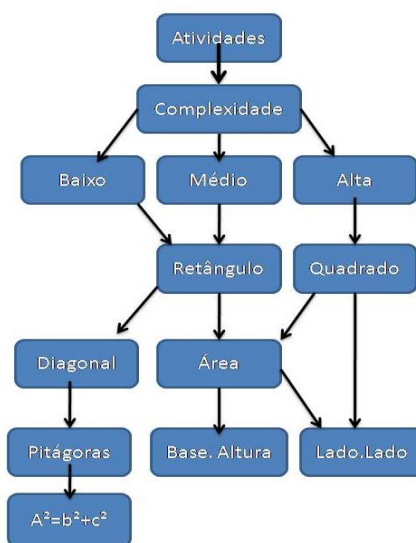 Atividades
Complexidade
Baixo
Médio
Alta
Retângulo
Quadrado
Diagonal
Área
Pitágoras
Base. Altura
Lado.Lado
A²=b²+c²